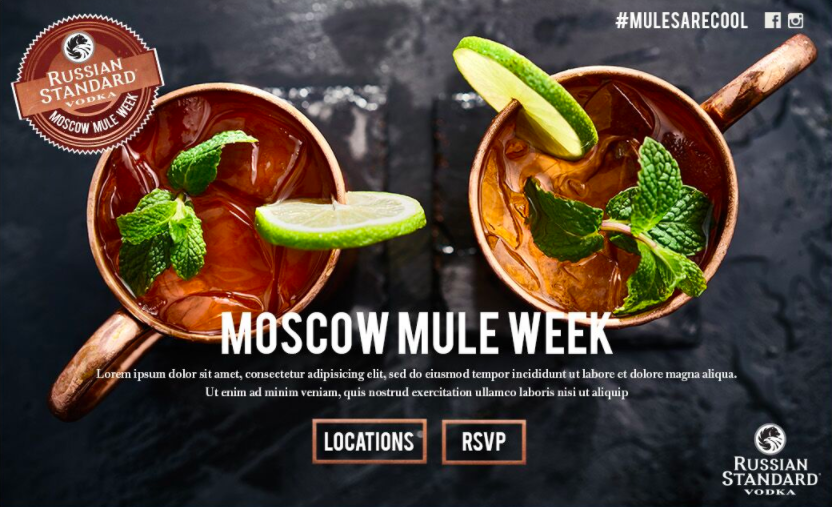 #MULESARECOOL
RUSSIAN
STANDARD
VODKA
MOSCOW MULE WEEK
MOSCOW MULE WEEK
Lorem ipsum dolor sit amet, consectetur adipisicing elit, sed do eiusmod tempor incididunt ut labore et dolore magna aliqua.
Ut enim ad minim veniam, quis nostrud exercitation ullamco laboris nisi ut aliquip
LOCATIONS
RSVP
RUSSIAN
STANDARD
VODKA